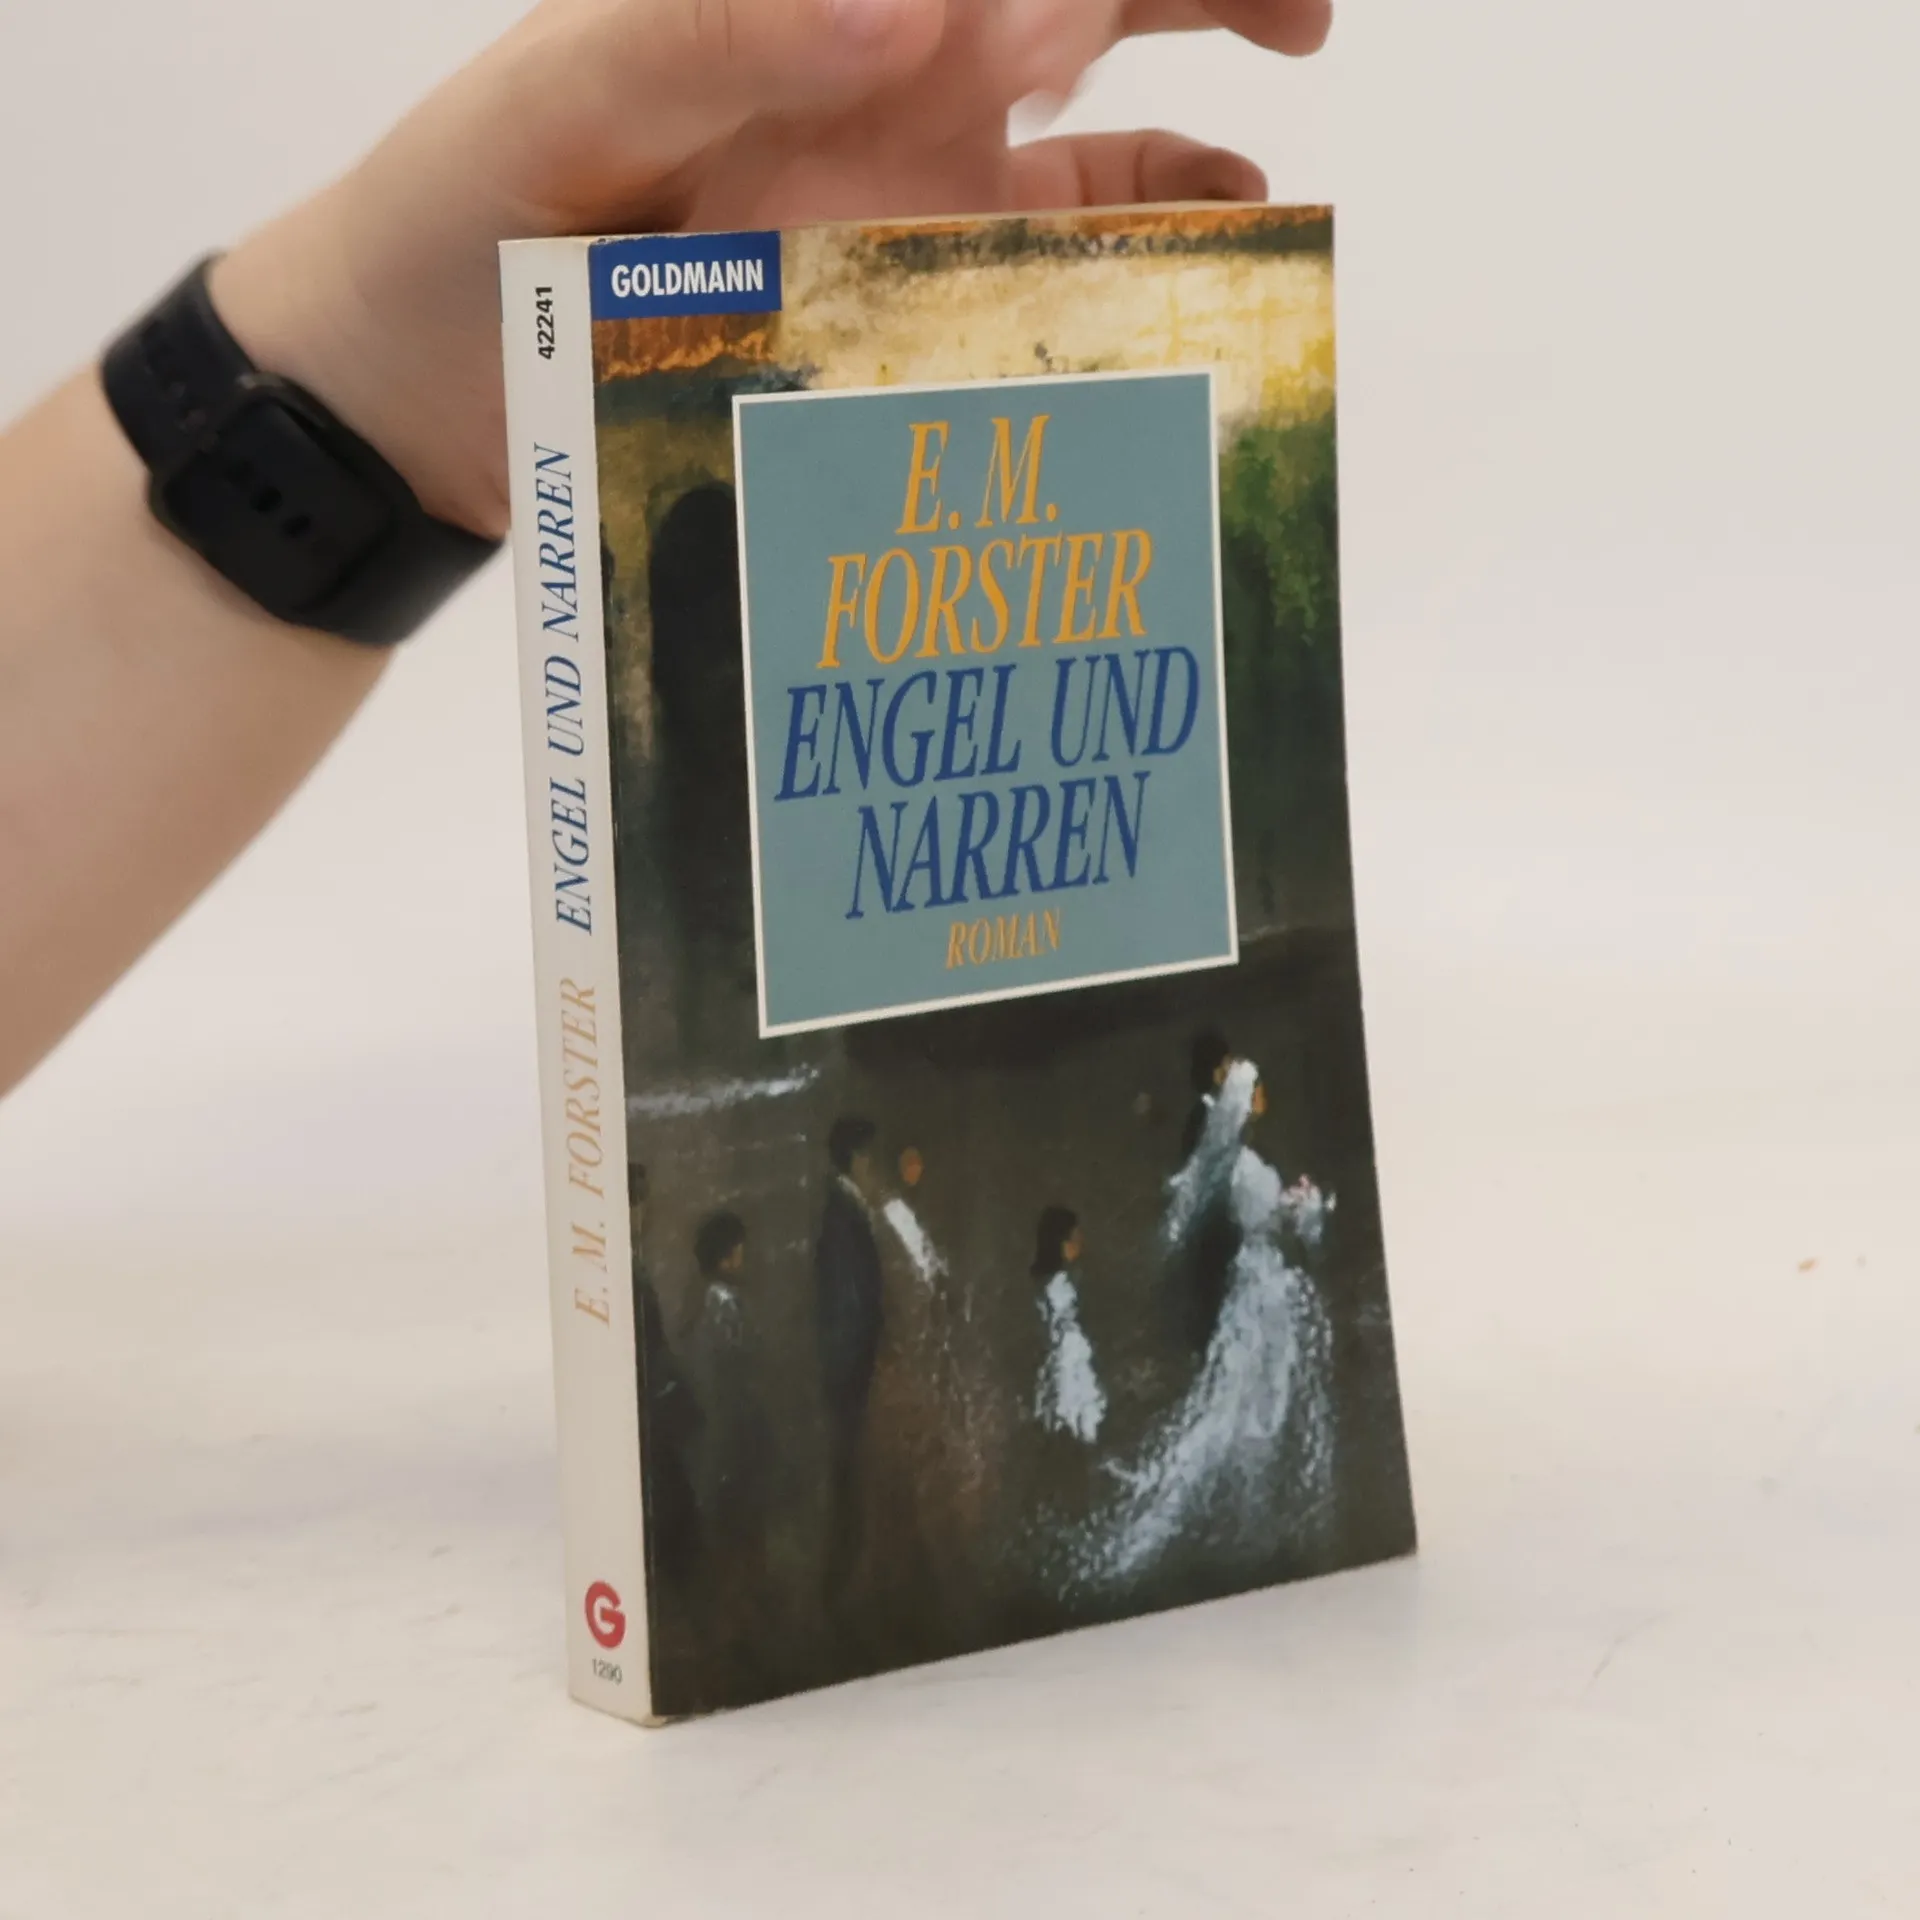 GOLDMANN
E. M.
FORSTER
ENGEL UND
NARREN
ROMAN
42241
E. M. FORSTER ENGEL UND NARREN
G
1290